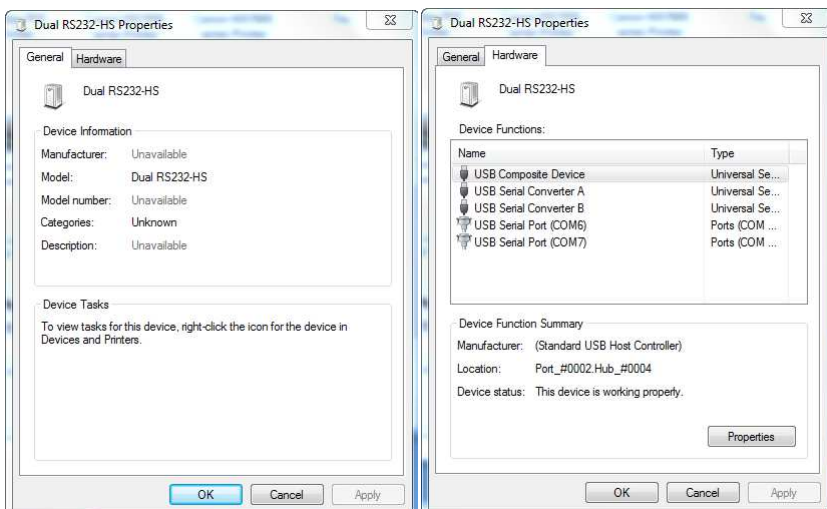 Dual RS232-HS Properties
General Hardware
Dual RS232-HS
Device Information
Manufacturer: Unavailable
Model: Dual RS232-HS
Model number: Unavailable
Categories: Unknown
Description: Unavailable
Device Tasks
To view tasks for this device, right-click the icon for the device in
Devices and Printers.
OK Cancel Apply
Dual RS232-HS Properties
General Hardware
Dual RS232-HS
Device Functions:
Name Type
USB Composite Device Universal Se...
USB Serial Converter A Universal Se...
USB Serial Converter B Universal Se...
USB Serial Port (COM6) Ports (COM ...
USB Serial Port (COM7) Ports (COM ...
Device Function Summary
Manufacturer: (Standard USB Host Controller)
Location: Port_#0002.Hub_#0004
Device status: This device is working properly.
Properties
OK Cancel Apply